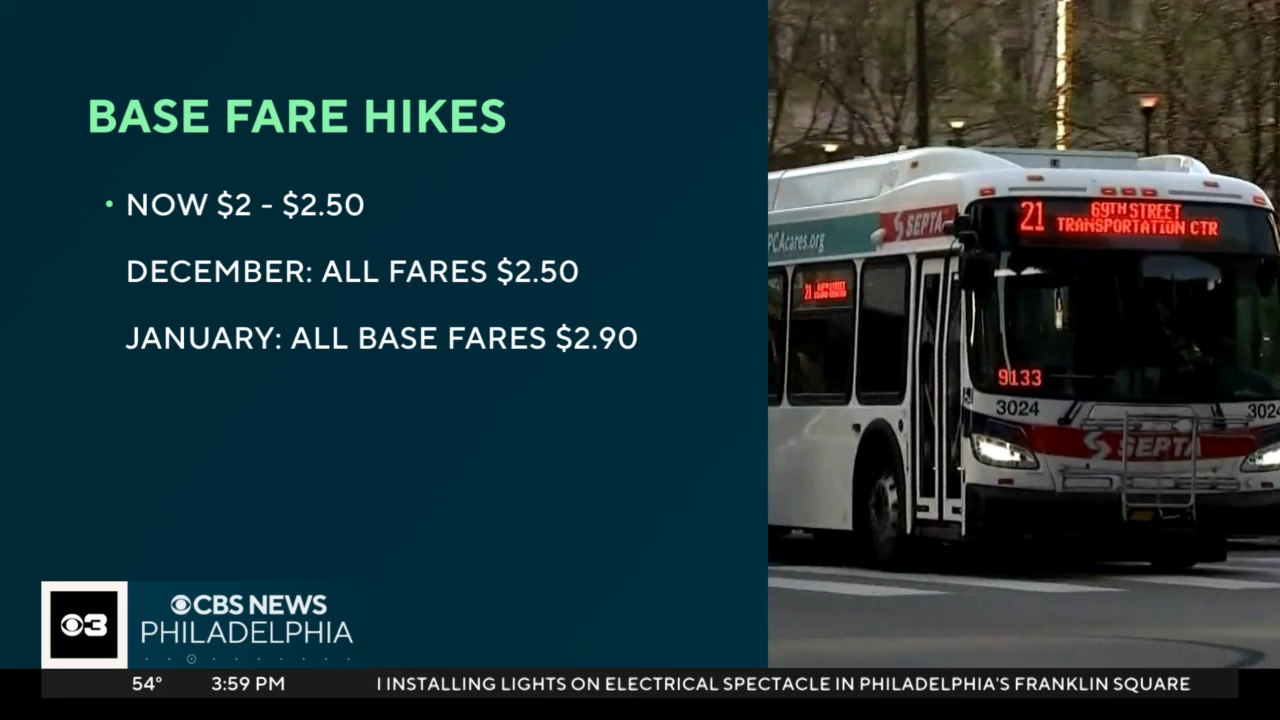 BASE FARE HIKES
• NOW $2 - $2.50
DECEMBER: ALL FARES $2.50
JANUARY: ALL BASE FARES $2.90
PCAcares.org
SEPTA
21
69TH STREET
TRANSPORTATION CTR
21
9133
3024
3024
SEPTA
3
CBS NEWS
PHILADELPHIA
54° 3:59 PM INSTALLING LIGHTS ON ELECTRICAL SPECTACLE IN PHILADELPHIA'S FRANKLIN SQUARE